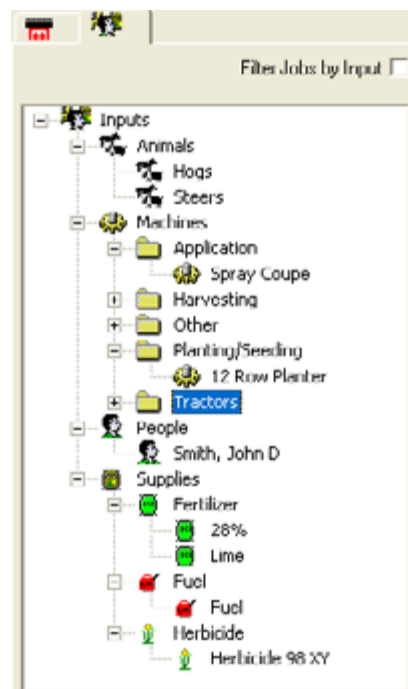 Filter Jobs by Input
Inputs
Animals
Hogs
Steers
Machines
Application
Spray Coupe
Harvesting
Other
Planting/Seeding
12 Row Planter
Tractors
People
Smith, John D
Supplies
Fertilizer
28%
Lime
Fuel
Fuel
Herbicide
Herbicide 98 XY